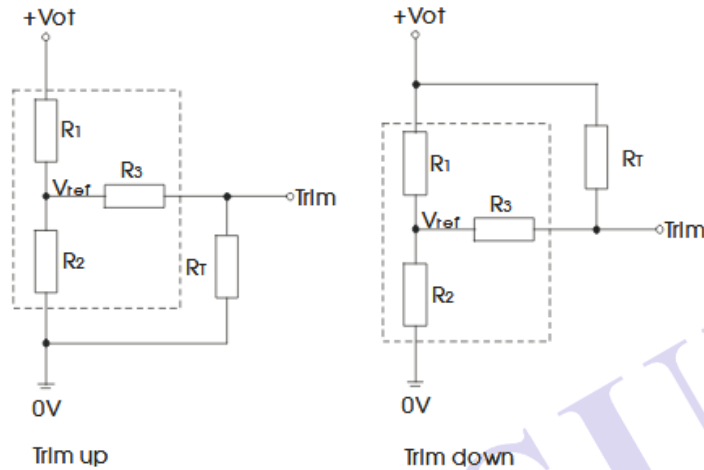 +Vot
R1
R3
Vref
Trim
R2
RT
0V
Trim up
+Vot
R1
RT
R3
Vref
Trim
R2
0V
Trim down